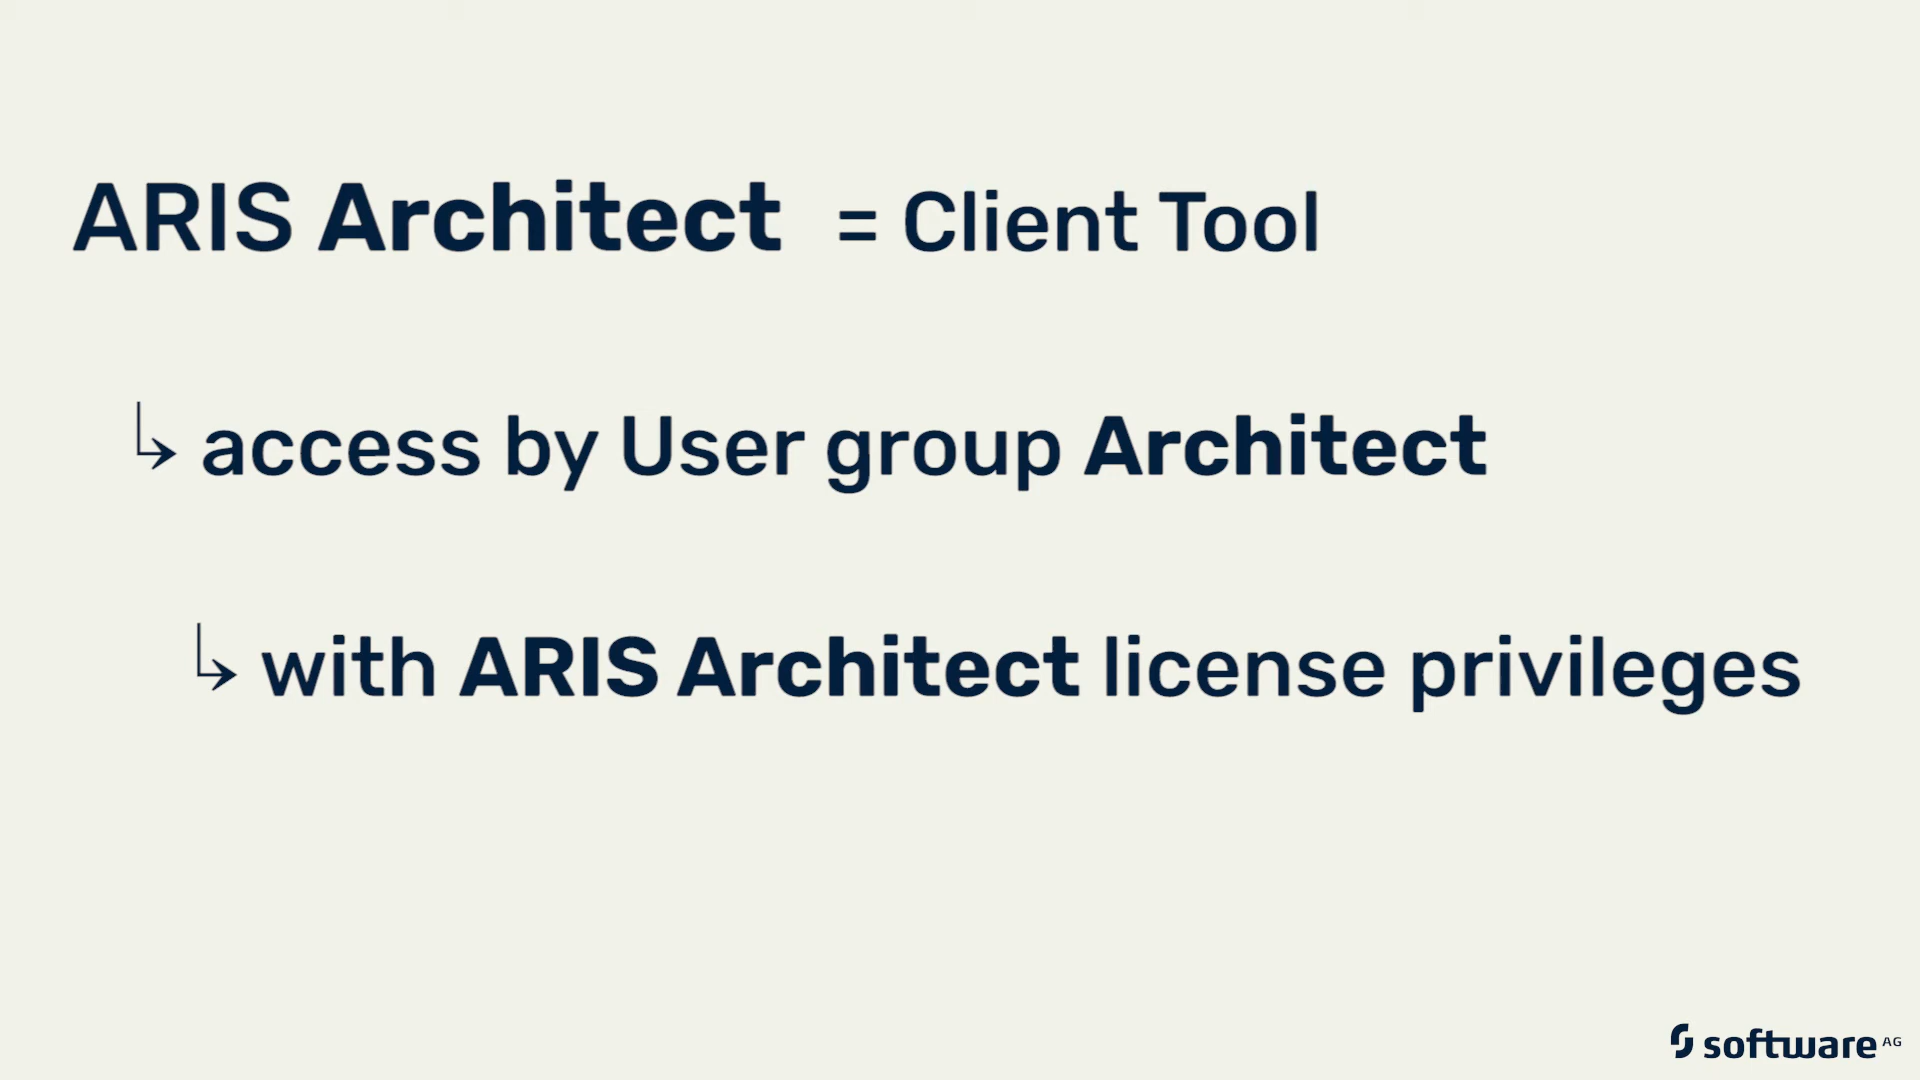 ARIS Architect = Client Tool
↳ access by User group Architect
↳ with ARIS Architect license privileges
software AG